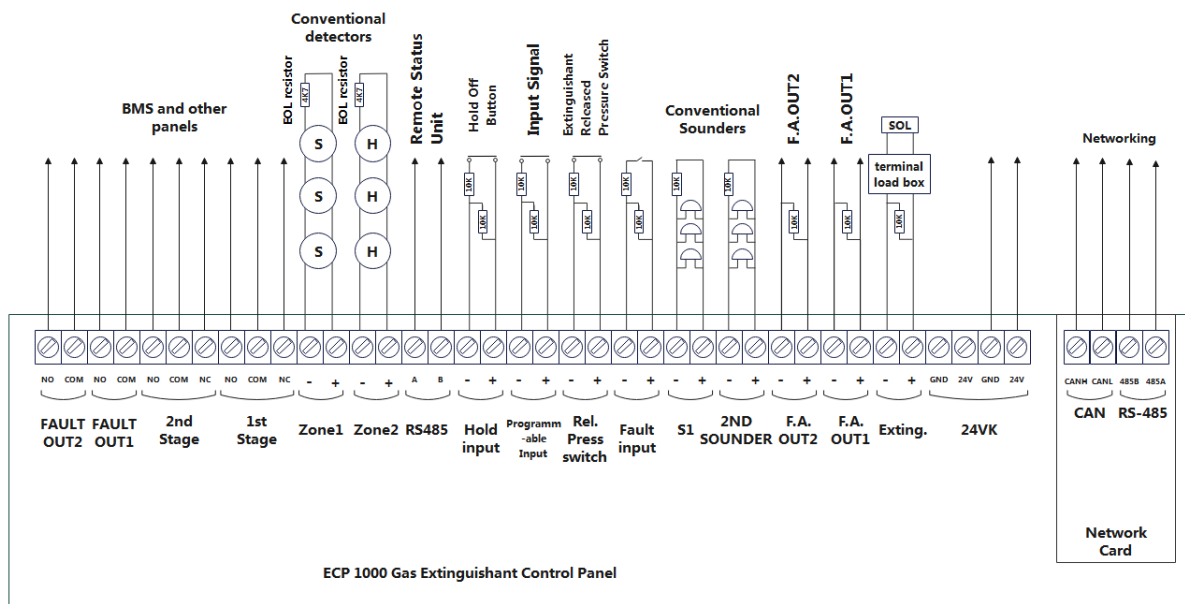 Conventional
detectors
EOL resistor
EOL resistor
4K7
4K7
BMS and other
panels
Remote Status
Unit
Hold Off
Button
Input Signal
Extinguishant
Released
Pressure Switch
Conventional
Sounders
F.A.OUT2
F.A.OUT1
SOL
terminal
load box
Networking
S
H
S
H
S
H
10K
10K
10K
10K
10K
10K
10K
10K
10K
10K
10K
10K
10K
NO COM NO COM NO COM NC NO COM NC - + - + A B - + - + - + - + - + - + - + - + - + GND 24V GND 24V
CANH CANL 485B 485A
FAULT
OUT2
FAULT
OUT1
2nd
Stage
1st
Stage
Zone1
Zone2
RS485
Hold
input
Programm
-able
Input
Rel.
Press
switch
Fault
input
S1
2ND
SOUNDER
F.A.
OUT2
F.A.
OUT1
Exting.
24VK
CAN
RS-485
Network
Card
ECP 1000 Gas Extinguishant Control Panel